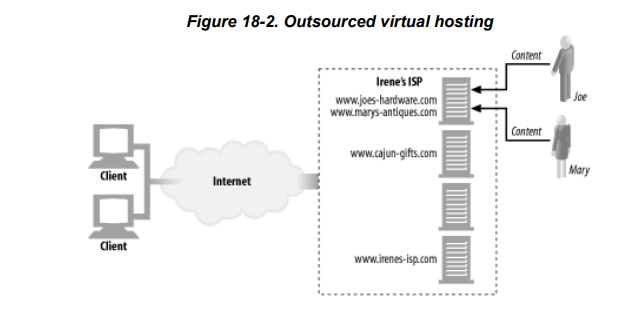 Figure 18-2. Outsourced virtual hosting
Content
Irene's ISP
www.joes-hardware.com
www.marys-antiques.com
Joe
Content
www.cajun-gifts.com
Mary
Client
Internet
Client
www.irenes-isp.com